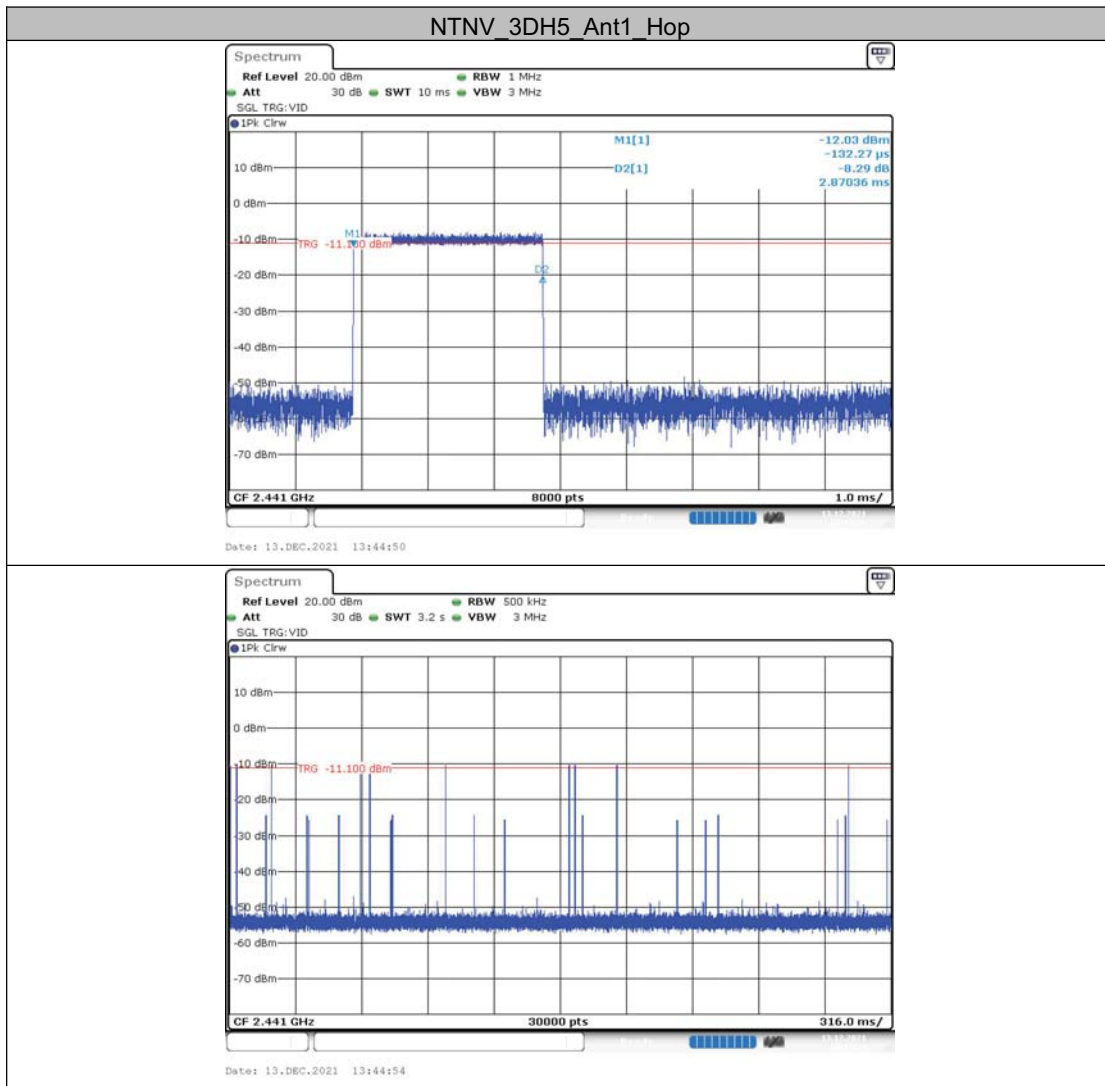 NTNV_3DH5_Ant1_Hop
Spectrum
Ref Level 20.00 dBm RBW 1 MHz
Att 30 dB SWT 10 ms VBW 3 MHz
SGL TRG:VID
1Pk Clrw
M1[1] -12.03 dBm
-132.27 µs
D2[1] -8.29 dB
2.87036 ms
10 dBm
0 dBm
-10 dBm
M1
TRG -11.100 dBm
D2
-20 dBm
-30 dBm
-40 dBm
-50 dBm
-60 dBm
-70 dBm
CF 2.441 GHz 8000 pts 1.0 ms/
Date: 13.DEC.2021 13:44:50
Spectrum
Ref Level 20.00 dBm RBW 500 kHz
Att 30 dB SWT 3.2 s VBW 3 MHz
SGL TRG:VID
1Pk Clrw
10 dBm
0 dBm
-10 dBm
TRG -11.100 dBm
-20 dBm
-30 dBm
-40 dBm
-50 dBm
-60 dBm
-70 dBm
CF 2.441 GHz 30000 pts 316.0 ms/
Date: 13.DEC.2021 13:44:54